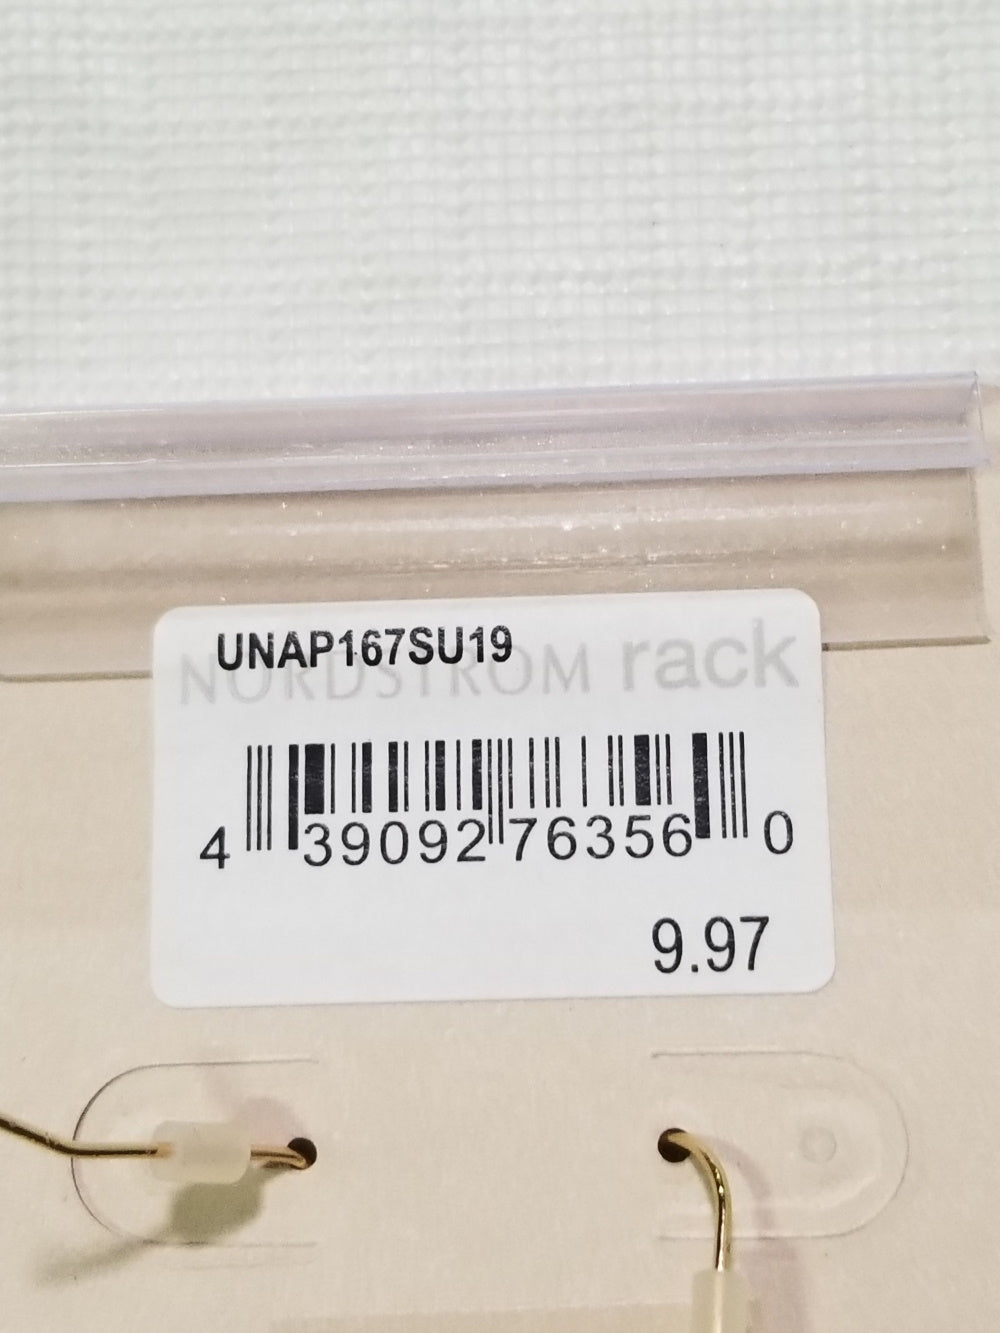 UNAP167SU19
NORDSTROM rack
4 39092 76356 0
9.97